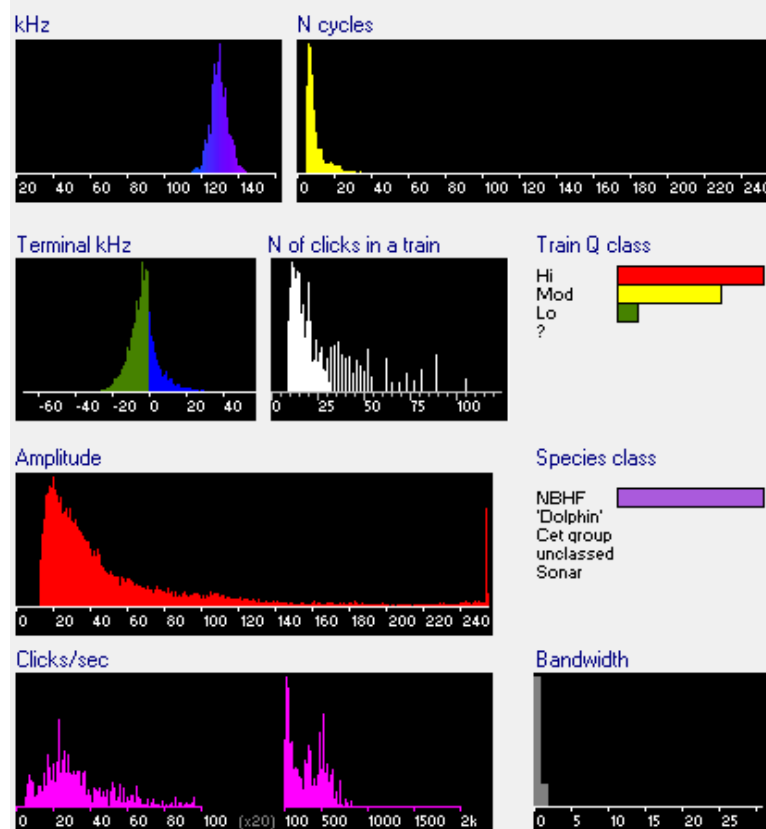 kHz
20 40 60 80 100 120 140
N cycles
0 20 40 60 80 100 120 140 160 180 200 220 240
Terminal kHz
-60 -40 -20 0 20 40
N of clicks in a train
0 25 50 75 100
Train Q class
Hi
Mod
Lo
?
Amplitude
0 20 40 60 80 100 120 140 160 180 200 220 240
Species class
NBHF
'Dolphin'
Cet group
unclassed
Sonar
Clicks/sec
0 20 40 60 80 100 (x20) 100 500 1000 1500 2k
Bandwidth
0 5 10 15 20 25